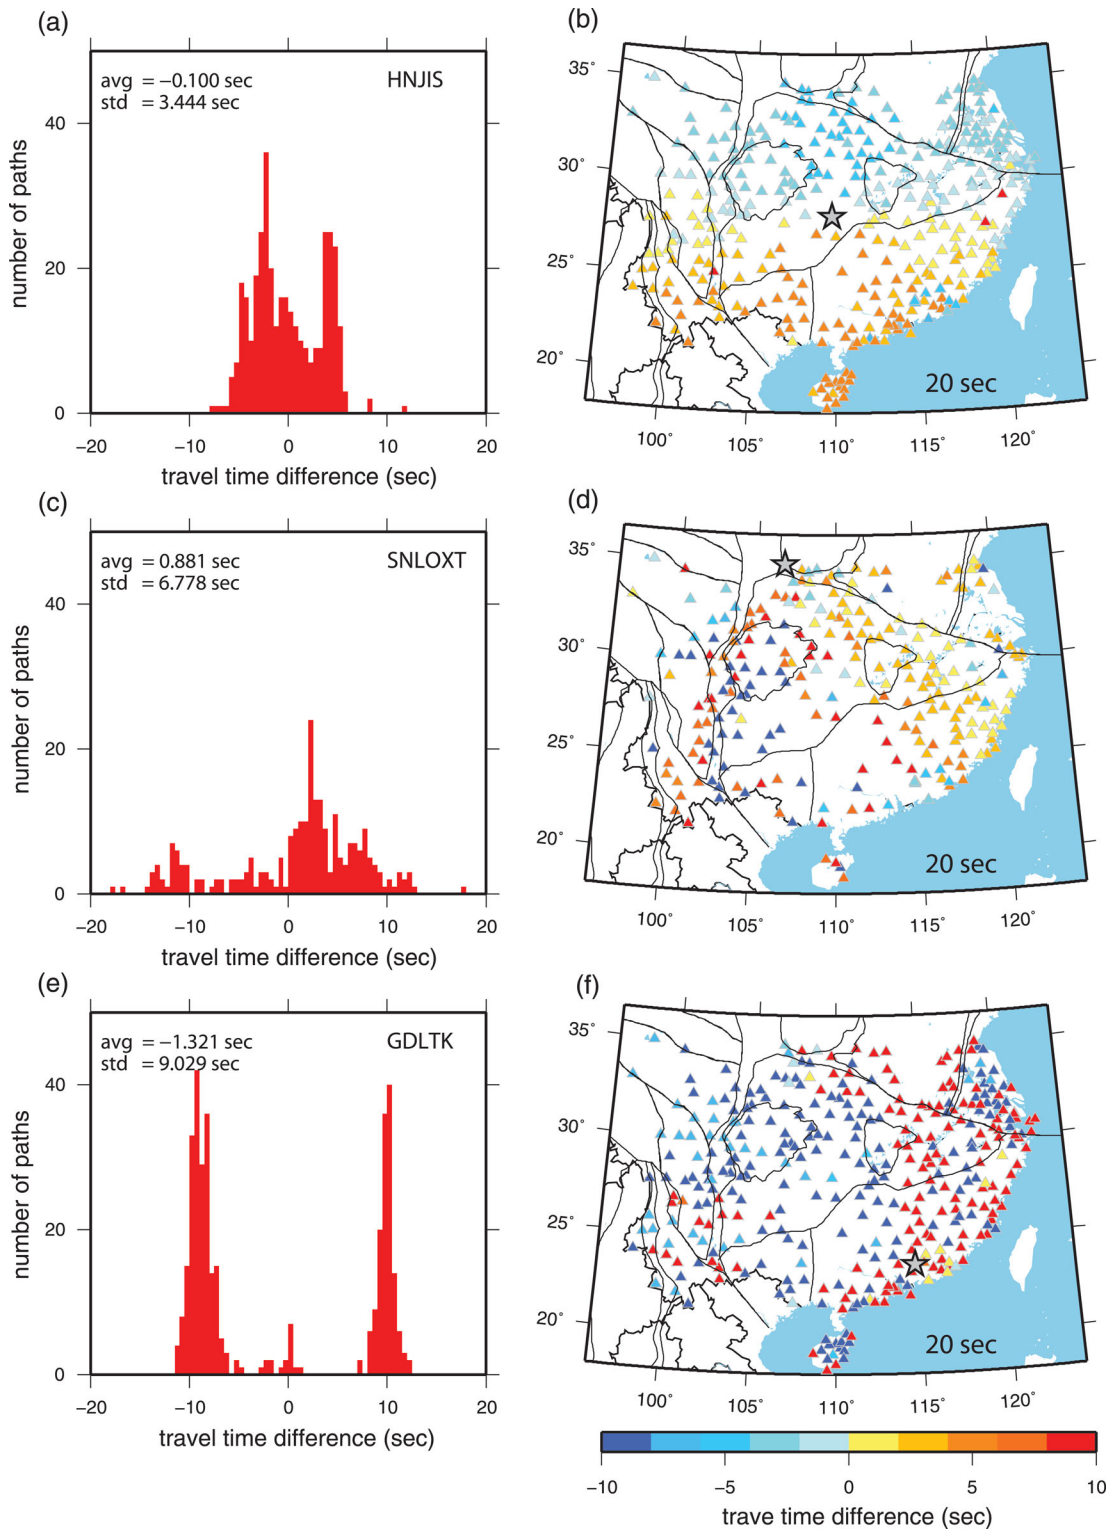 (a)
avg = −0.100 sec
std = 3.444 sec
HNJIS
number of paths
40
20
0
−20 −10 0 10 20
travel time difference (sec)
(b)
35°
30°
25°
20°
20 sec
100° 105° 110° 115° 120°
(c)
avg = 0.881 sec
std = 6.778 sec
SNLOXT
number of paths
40
20
0
−20 −10 0 10 20
travel time difference (sec)
(d)
35°
30°
25°
20°
20 sec
100° 105° 110° 115° 120°
(e)
avg = −1.321 sec
std = 9.029 sec
GDLTK
number of paths
40
20
0
−20 −10 0 10 20
travel time difference (sec)
(f)
35°
30°
25°
20°
20 sec
100° 105° 110° 115° 120°
−10 −5 0 5 10
trave time difference (sec)